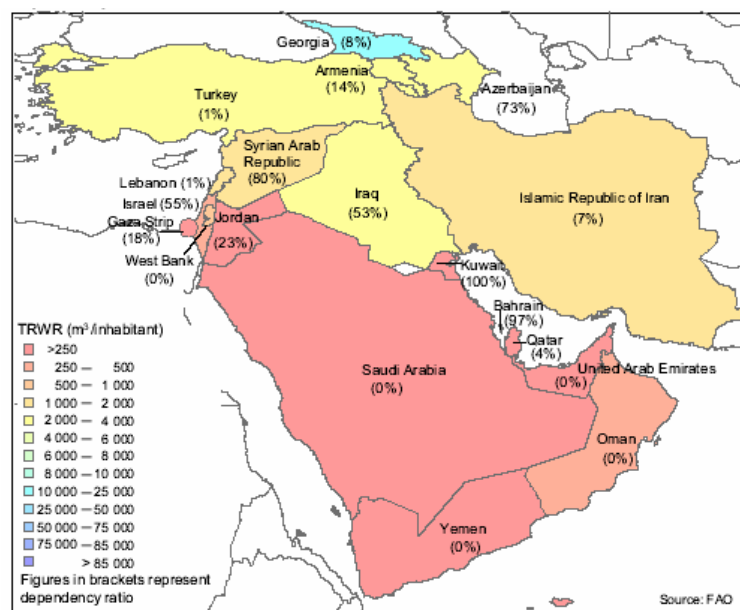 Georgia (8%)
Armenia
(14%)
Azerbaijan
(73%)
Turkey
(1%)
Syrian Arab
Republic
(80%)
Lebanon (1%)
Israel (55%)
Gaza Strip
(18%)
West Bank
(0%)
Jordan
(23%)
Iraq
(53%)
Islamic Republic of Iran
(7%)
Kuwait
(100%)
Bahrain
(97%)
Qatar
(4%)
United Arab Emirates
(0%)
Saudi Arabia
(0%)
Oman
(0%)
Yemen
(0%)
TRWR (m³/inhabitant)
>250
250 — 500
500 — 1 000
1 000 — 2 000
2 000 — 4 000
4 000 — 6 000
6 000 — 8 000
8 000 — 10 000
10 000 — 25 000
25 000 — 50 000
50 000 — 75 000
75 000 — 85 000
> 85 000
Figures in brackets represent
dependency ratio
Source: FAO